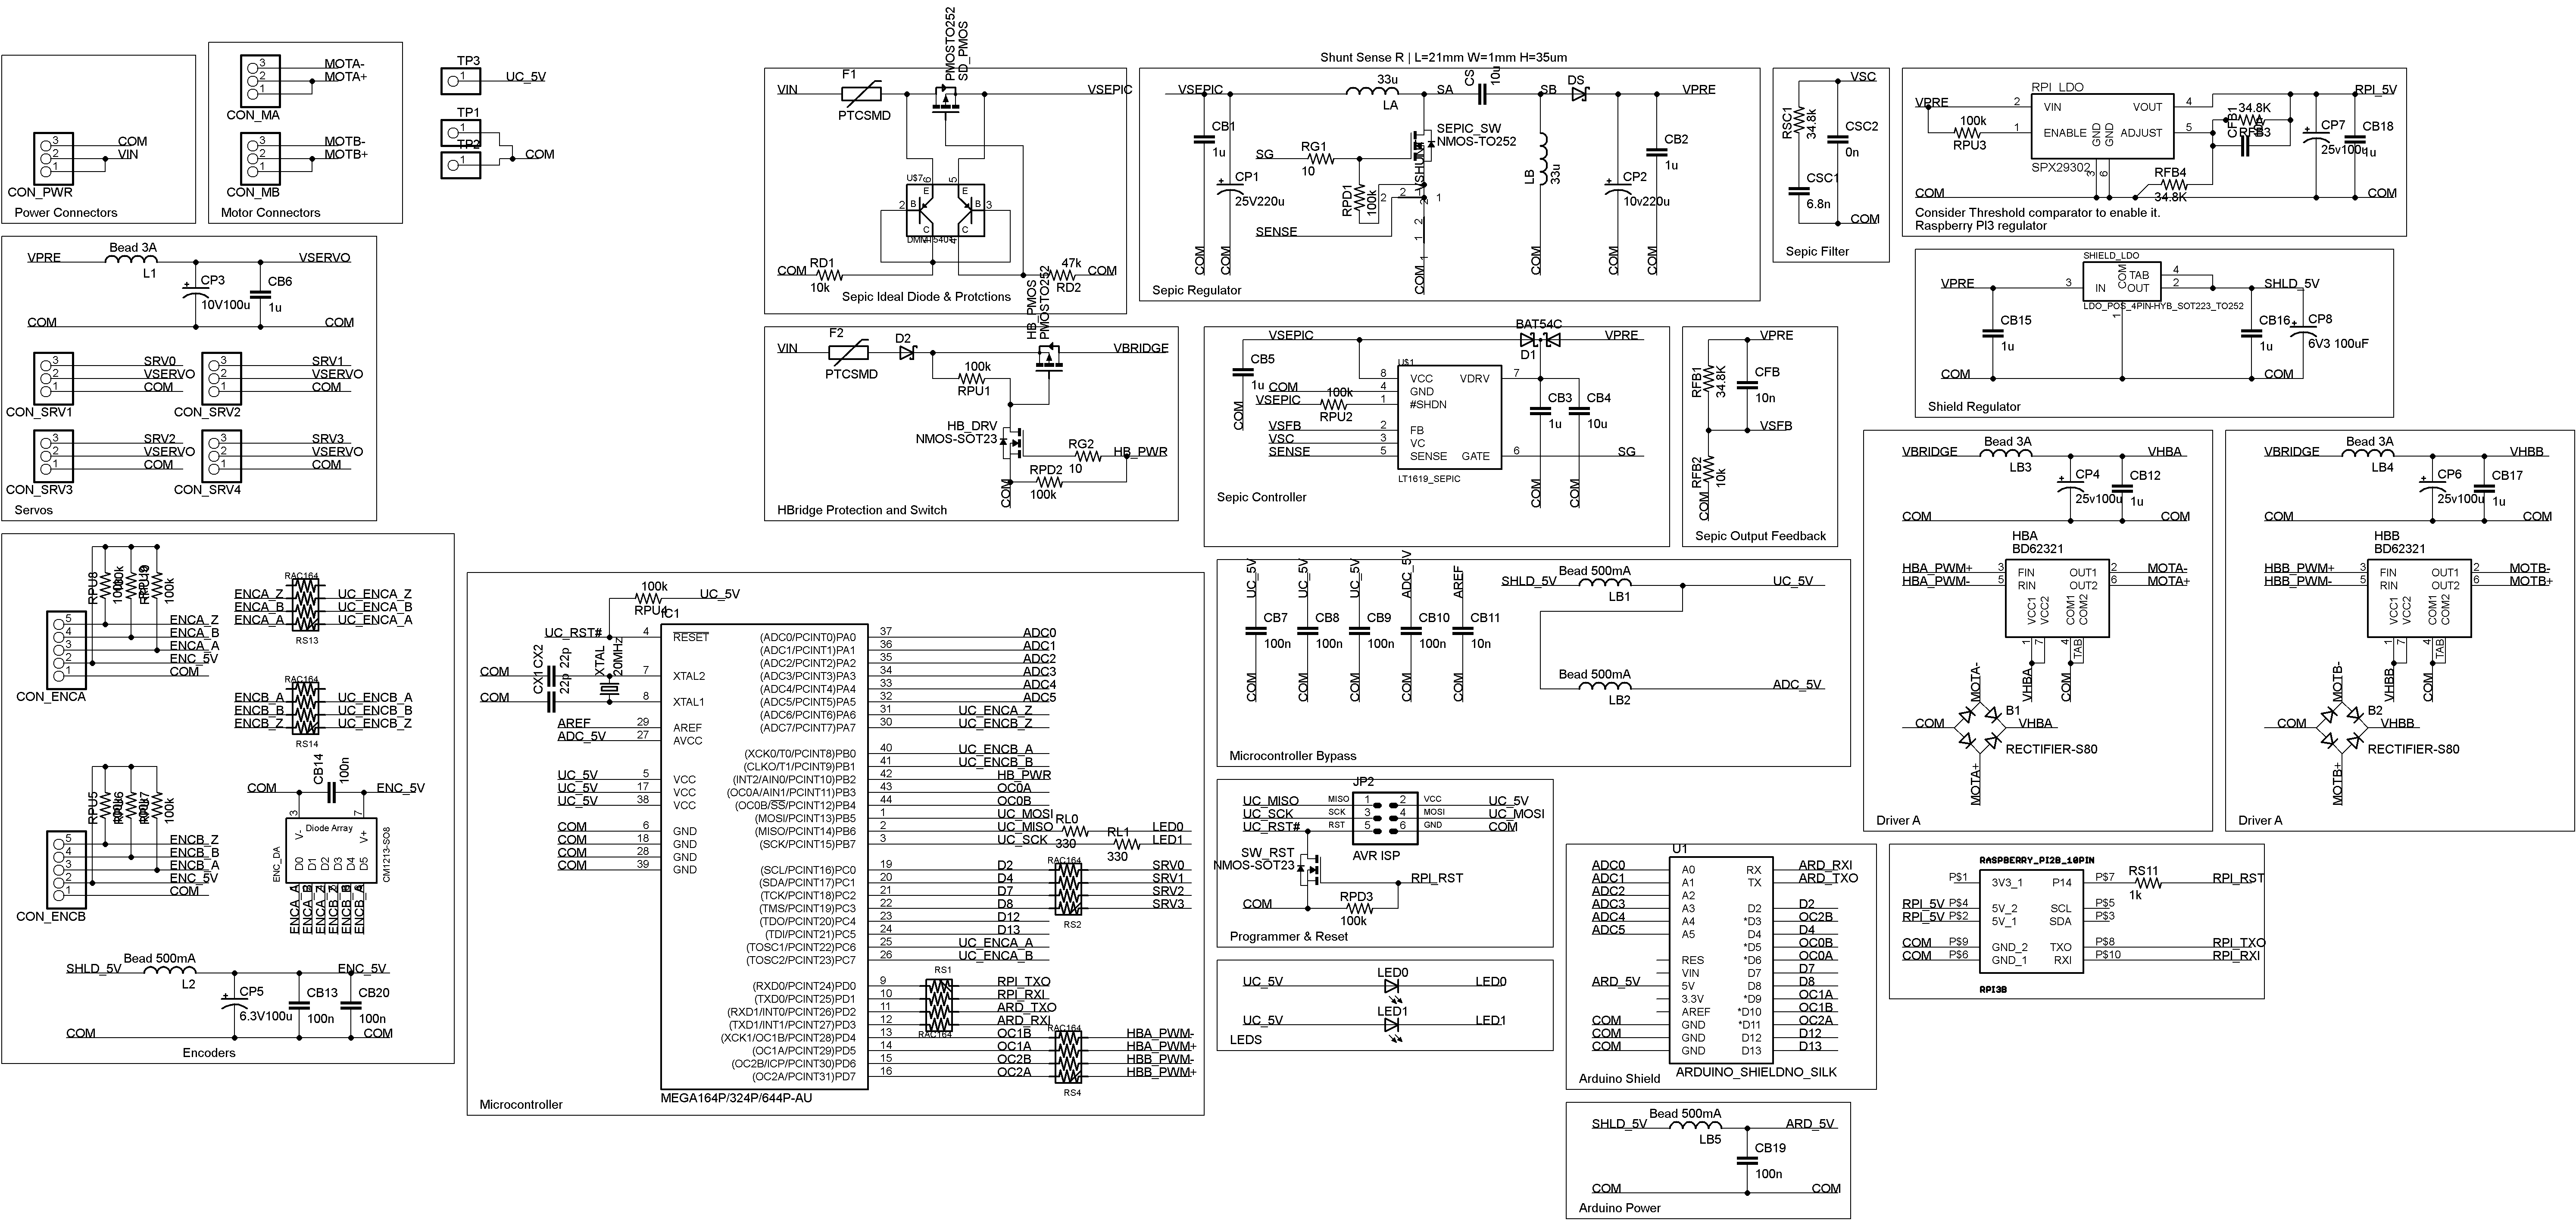 3
2
1
COM
VIN
CON_PWR
Power Connectors
3
2
1
MOTA-
MOTA+
CON_MA
3
2
1
MOTB-
MOTB+
CON_MB
Motor Connectors
TP3
1
UC_5V
TP1
1
TP2
1
COM
VPRE
Bead 3A
L1
VSERVO
CP3
10V100u
CB6
1u
COM
COM
3
2
1
SRV0
VSERVO
COM
CON_SRV1
3
2
1
SRV1
VSERVO
COM
CON_SRV2
3
2
1
SRV2
VSERVO
COM
CON_SRV3
3
2
1
SRV3
VSERVO
COM
CON_SRV4
Servos
PMOSTO252
SD_PMOS
VIN
F1
PTCSMD
VSEPIC
U$7
6
5
E
E
2
B
B
3
C
C
COM
RD1
10k
47k
RD2
COM
Sepic Ideal Diode & Protctions
Shunt Sense R | L=21mm W=1mm H=35um
VSEPIC
33u
LA
SA
CS
10u
SB
DS
VPRE
CB1
1u
SG
RG1
10
SEPIC_SW
NMOS-TO252
CP1
25V220u
RPD1
100k
VSHUNT
2
2
1
2
1
SENSE
LB
33u
CP2
10v220u
CB2
1u
COM
COM
COM
COM
COM
COM
Sepic Regulator
VSC
RSC1
34.8k
CSC2
0n
CSC1
6.8n
COM
Sepic Filter
RPI_LDO
VPRE
2
VIN
VOUT
4
100k
RPU3
1
ENABLE
GND
GND
ADJUST
5
SPX29302
3
6
34.8K
CFB1
RFB3
RFB4
34.8K
CP7
25v100u
RPI_5V
CB18
1u
COM
COM
Consider Threshold comparator to enable it.
Raspberry PI3 regulator
VPRE
3
SHIELD_LDO
IN
COM
TAB
OUT
4
2
1
LDO_POS_4PIN-HYB_SOT223_TO252
SHLD_5V
CB15
1u
CB16
1u
CP8
6V3 100uF
COM
COM
Shield Regulator
HB_PMOS
PMOSTO252
VIN
F2
PTCSMD
D2
VBRIDGE
100k
RPU1
HB_DRV
NMOS-SOT23
RG2
10
HB_PWR
RPD2
100k
COM
HBridge Protection and Switch
VSEPIC
BAT54C
D1
VPRE
CB5
1u
COM
COM
VSEPIC
100k
RPU2
VSFB
VSC
SENSE
U$1
8
4
1
2
3
5
VCC
GND
#SHDN
FB
VC
SENSE
VDRV
GATE
7
6
LT1619_SEPIC
CB3
1u
CB4
10u
SG
COM
COM
Sepic Controller
VPRE
RFB1
34.8K
CFB
10n
VSFB
RFB2
10k
COM
Sepic Output Feedback
VBRIDGE
Bead 3A
LB3
VHBA
CP4
25v100u
CB12
1u
COM
COM
HBA
BD62321
HBA_PWM+
HBA_PWM-
3
5
FIN
RIN
OUT1
OUT2
2
6
MOTA-
MOTA+
VCC1
VCC2
COM1
COM2
1
7
4
TAB
VHBA
COM
MOTA-
B1
COM
VHBA
RECTIFIER-S80
MOTA+
Driver A
VBRIDGE
Bead 3A
LB4
VHBB
CP6
25v100u
CB17
1u
COM
COM
HBB
BD62321
HBB_PWM+
HBB_PWM-
3
5
FIN
RIN
OUT1
OUT2
2
6
MOTB-
MOTB+
VCC1
VCC2
COM1
COM2
1
7
4
TAB
VHBB
COM
MOTB-
B2
COM
VHBB
RECTIFIER-S80
MOTB+
Driver A
RPU8
100k
5
4
3
2
1
ENCA_Z
ENCA_B
ENCA_A
ENC_5V
COM
CON_ENCA
RAC164
ENCA_Z
ENCA_B
ENCA_A
UC_ENCA_Z
UC_ENCA_B
UC_ENCA_A
RS13
RAC164
ENCB_A
ENCB_B
ENCB_Z
UC_ENCB_A
UC_ENCB_B
UC_ENCB_Z
RS14
RPU5
100k
5
4
3
2
1
ENCB_Z
ENCB_B
ENCB_A
ENC_5V
COM
CON_ENCB
COM
CB14
100n
ENC_5V
3
7
V-
Diode Array
V+
ENC_DA
D0
D1
D2
D3
D4
D5
CM1213-SO8
ENCA_A
ENCA_B
ENCA_Z
ENCB_Z
ENCB_B
ENCB_A
SHLD_5V
Bead 500mA
L2
ENC_5V
CP5
6.3V100u
CB13
100n
CB20
100n
COM
COM
Encoders
100k
RPU4
UC_5V
IC1
UC_RST#
COM
COM
CX1
CX2
22p
22p
XTAL
20MHZ
AREF
ADC_5V
UC_5V
UC_5V
UC_5V
COM
COM
COM
COM
4 RESET
7 XTAL2
8 XTAL1
29 AREF
27 AVCC
5 VCC
17 VCC
38 VCC
6 GND
18 GND
28 GND
39 GND
(ADC0/PCINT0)PA0 37 ADC0
(ADC1/PCINT1)PA1 36 ADC1
(ADC2/PCINT2)PA2 35 ADC2
(ADC3/PCINT3)PA3 34 ADC3
(ADC4/PCINT4)PA4 33 ADC4
(ADC5/PCINT5)PA5 32 ADC5
(ADC6/PCINT6)PA6 31 UC_ENCA_Z
(ADC7/PCINT7)PA7 30 UC_ENCB_Z
(XCK0/T0/PCINT8)PB0 40 UC_ENCB_A
(CLKO/T1/PCINT9)PB1 41 UC_ENCB_B
(INT2/AIN0/PCINT10)PB2 42 HB_PWR
(OC0A/AIN1/PCINT11)PB3 43 OC0A
(OC0B/SS/PCINT12)PB4 44 OC0B
(MOSI/PCINT13)PB5 1 UC_MOSI
(MISO/PCINT14)PB6 2 UC_MISO RL0 330 LED0
(SCK/PCINT15)PB7 3 UC_SCK RL1 330 LED1
(SCL/PCINT16)PC0 19 D2 SRV0
(SDA/PCINT17)PC1 20 D4 SRV1
(TCK/PCINT18)PC2 21 D7 SRV2
(TMS/PCINT19)PC3 22 D8 SRV3
RAC164
RS2
(TDO/PCINT20)PC4 23 D12
(TDI/PCINT21)PC5 24 D13
(TOSC1/PCINT22)PC6 25 UC_ENCA_A
(TOSC2/PCINT23)PC7 26 UC_ENCA_B
RS1
(RXD0/PCINT24)PD0 9 RPI_TXO
(TXD0/PCINT25)PD1 10 RPI_RXI
(RXD1/INT0/PCINT26)PD2 11 ARD_TXO
(TXD1/INT1/PCINT27)PD3 12 ARD_RXI
RAC164
RAC164
(XCK1/OC1B/PCINT28)PD4 13 OC1B HBA_PWM-
(OC1A/PCINT29)PD5 14 OC1A HBA_PWM+
(OC2B/ICP/PCINT30)PD6 15 OC2B HBB_PWM-
(OC2A/PCINT31)PD7 16 OC2A HBB_PWM+
RS4
MEGA164P/324P/644P-AU
Microcontroller
UC_5V
UC_5V
UC_5V
ADC_5V
AREF
CB7
100n
CB8
100n
CB9
100n
CB10
100n
CB11
10n
COM
COM
COM
COM
COM
SHLD_5V
Bead 500mA
LB1
UC_5V
Bead 500mA
LB2
ADC_5V
Microcontroller Bypass
JP2
UC_MISO MISO 1 2 VCC UC_5V
UC_SCK SCK 3 4 MOSI UC_MOSI
UC_RST# RST 5 6 GND COM
AVR ISP
SW_RST
NMOS-SOT23
RPI_RST
COM
RPD3
100k
Programmer & Reset
UC_5V
LED0
LED0
UC_5V
LED1
LED1
LEDS
U1
ADC0 A0 RX ARD_RXI
ADC1 A1 TX ARD_TXO
ADC2 A2
ADC3 A3 D2 D2
ADC4 A4 *D3 OC2B
ADC5 A5 D4 D4
*D5 OC0B
RES *D6 OC0A
VIN D7 D7
ARD_5V 5V D8 D8
3.3V *D9 OC1A
AREF *D10 OC1B
COM GND *D11 OC2A
COM GND D12 D12
COM GND D13 D13
ARDUINO_SHIELDNO_SILK
Arduino Shield
RASPBERRY_PI2B_10PIN
P$1 3V3_1 P14 P$7 RS11 1k RPI_RST
RPI_5V P$4 5V_2 SCL P$5
RPI_5V P$2 5V_1 SDA P$3
COM P$9 GND_2 TXO P$8 RPI_TXO
COM P$6 GND_1 RXI P$10 RPI_RXI
RPI3B
SHLD_5V
Bead 500mA
LB5
ARD_5V
CB19
100n
COM
COM
Arduino Power